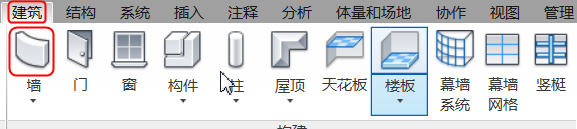 建筑 结构 系统 插入 注释 分析 体量和场地 协作 视图 管理
墙 门 窗 构件 柱 屋顶 天花板 楼板 幕墙 幕墙 竖梃
系统 网格
构建